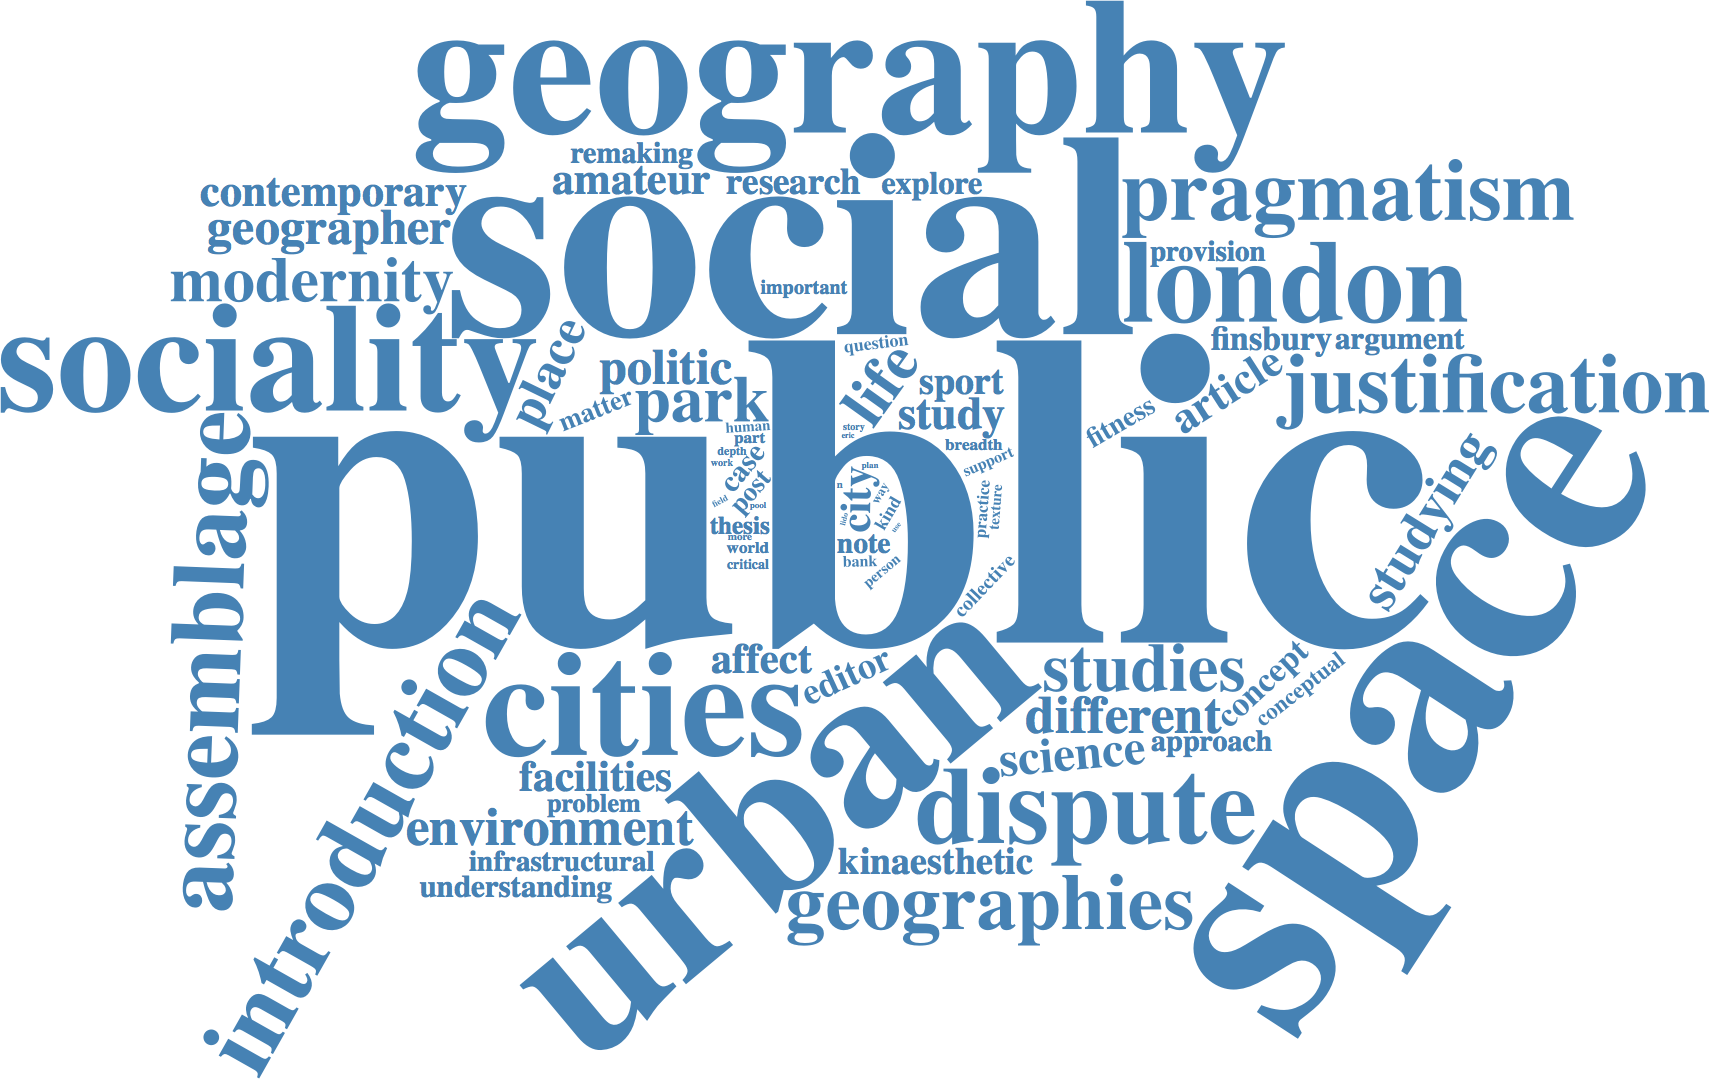 geography
remaking
amateur
research
explore
contemporary
geographer
social
pragmatism
provision
modernity
important
london
sociality
place
question
finsbury
argument
politic
life
sport
article
justification
matter
park
study
fitness
human
story
eric
part
breadth
depth
work
case
plan
support
public
assemblage
studying
space
post
field
pool
n
city
way
lido
kind
use
practice
texture
thesis
more
world
note
critical
bank
person
collective
introduction
affect
editor
urban
studies
concept
conceptual
cities
different
science
approach
facilities
problem
environment
dispute
infrastructural
understanding
kinaesthetic
geographies